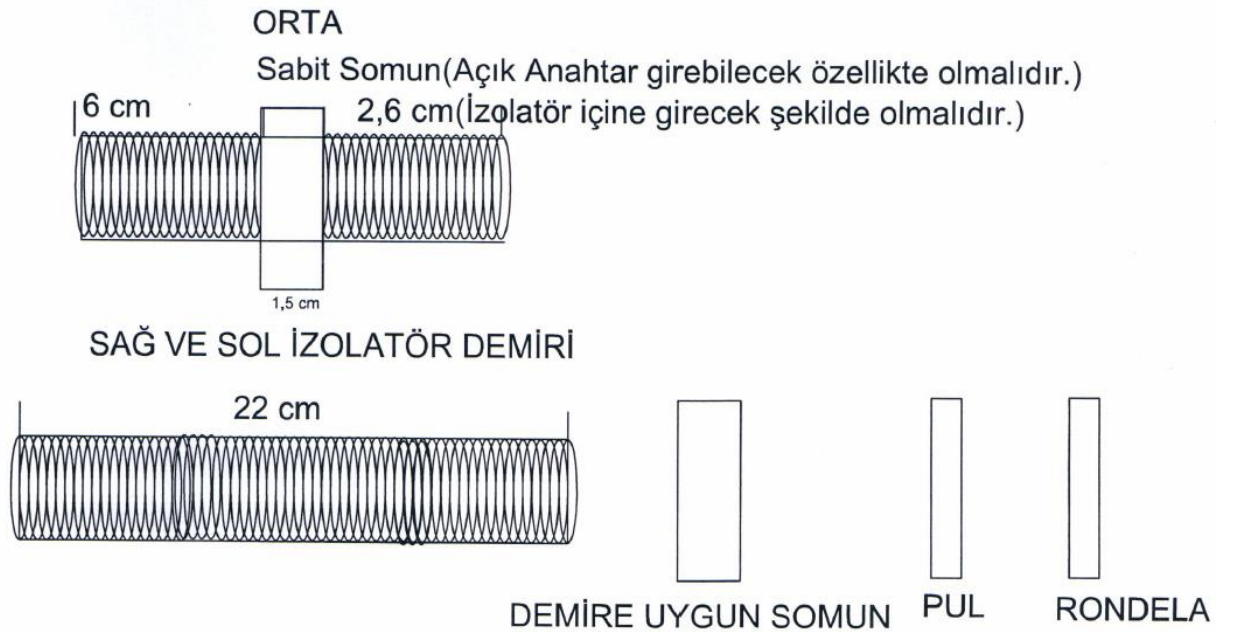 ORTA
Sabit Somun(Açık Anahtar girebilecek özellikte olmalıdır.)
6 cm
2,6 cm(İzolatör içine girecek şekilde olmalıdır.)
1,5 cm
SAĞ VE SOL İZOLATÖR DEMİRİ
22 cm
DEMİRE UYGUN SOMUN
PUL
RONDELA